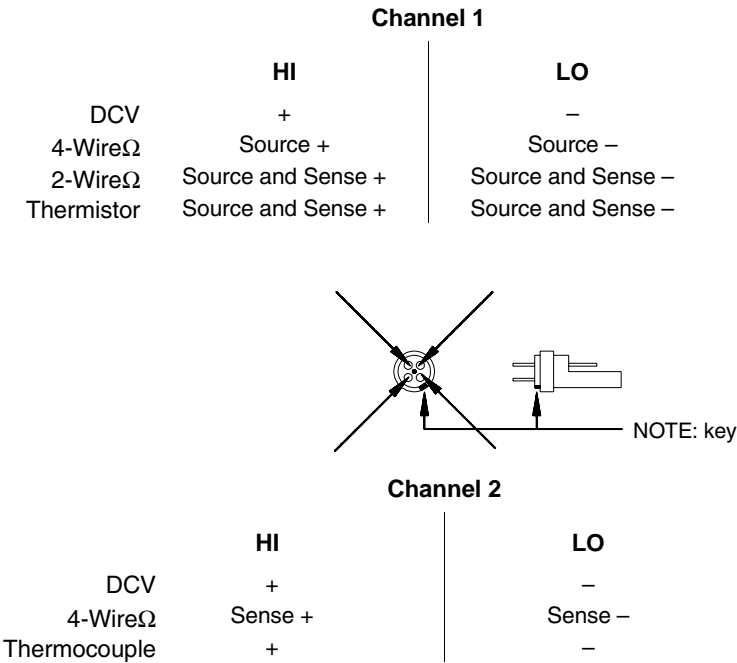 Channel 1
HI LO
DCV + –
4-WireΩ Source + Source –
2-WireΩ Source and Sense + Source and Sense –
Thermistor Source and Sense + Source and Sense –
NOTE: key
Channel 2
HI LO
DCV + –
4-WireΩ Sense + Sense –
Thermocouple + –